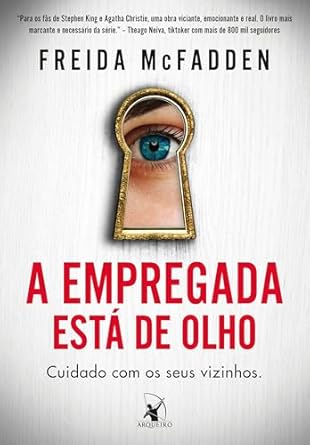 "Para os fãs de Stephen King e Agatha Christie, uma obra viciante, emocionante e real. O livro mais
marcante e necessário da série." – Theago Neiva, tiktoker com mais de 800 mil seguidores
FREIDA McFADDEN
A EMPREGADA
ESTÁ DE OLHO
Cuidado com os seus vizinhos.
ARQUEIRO